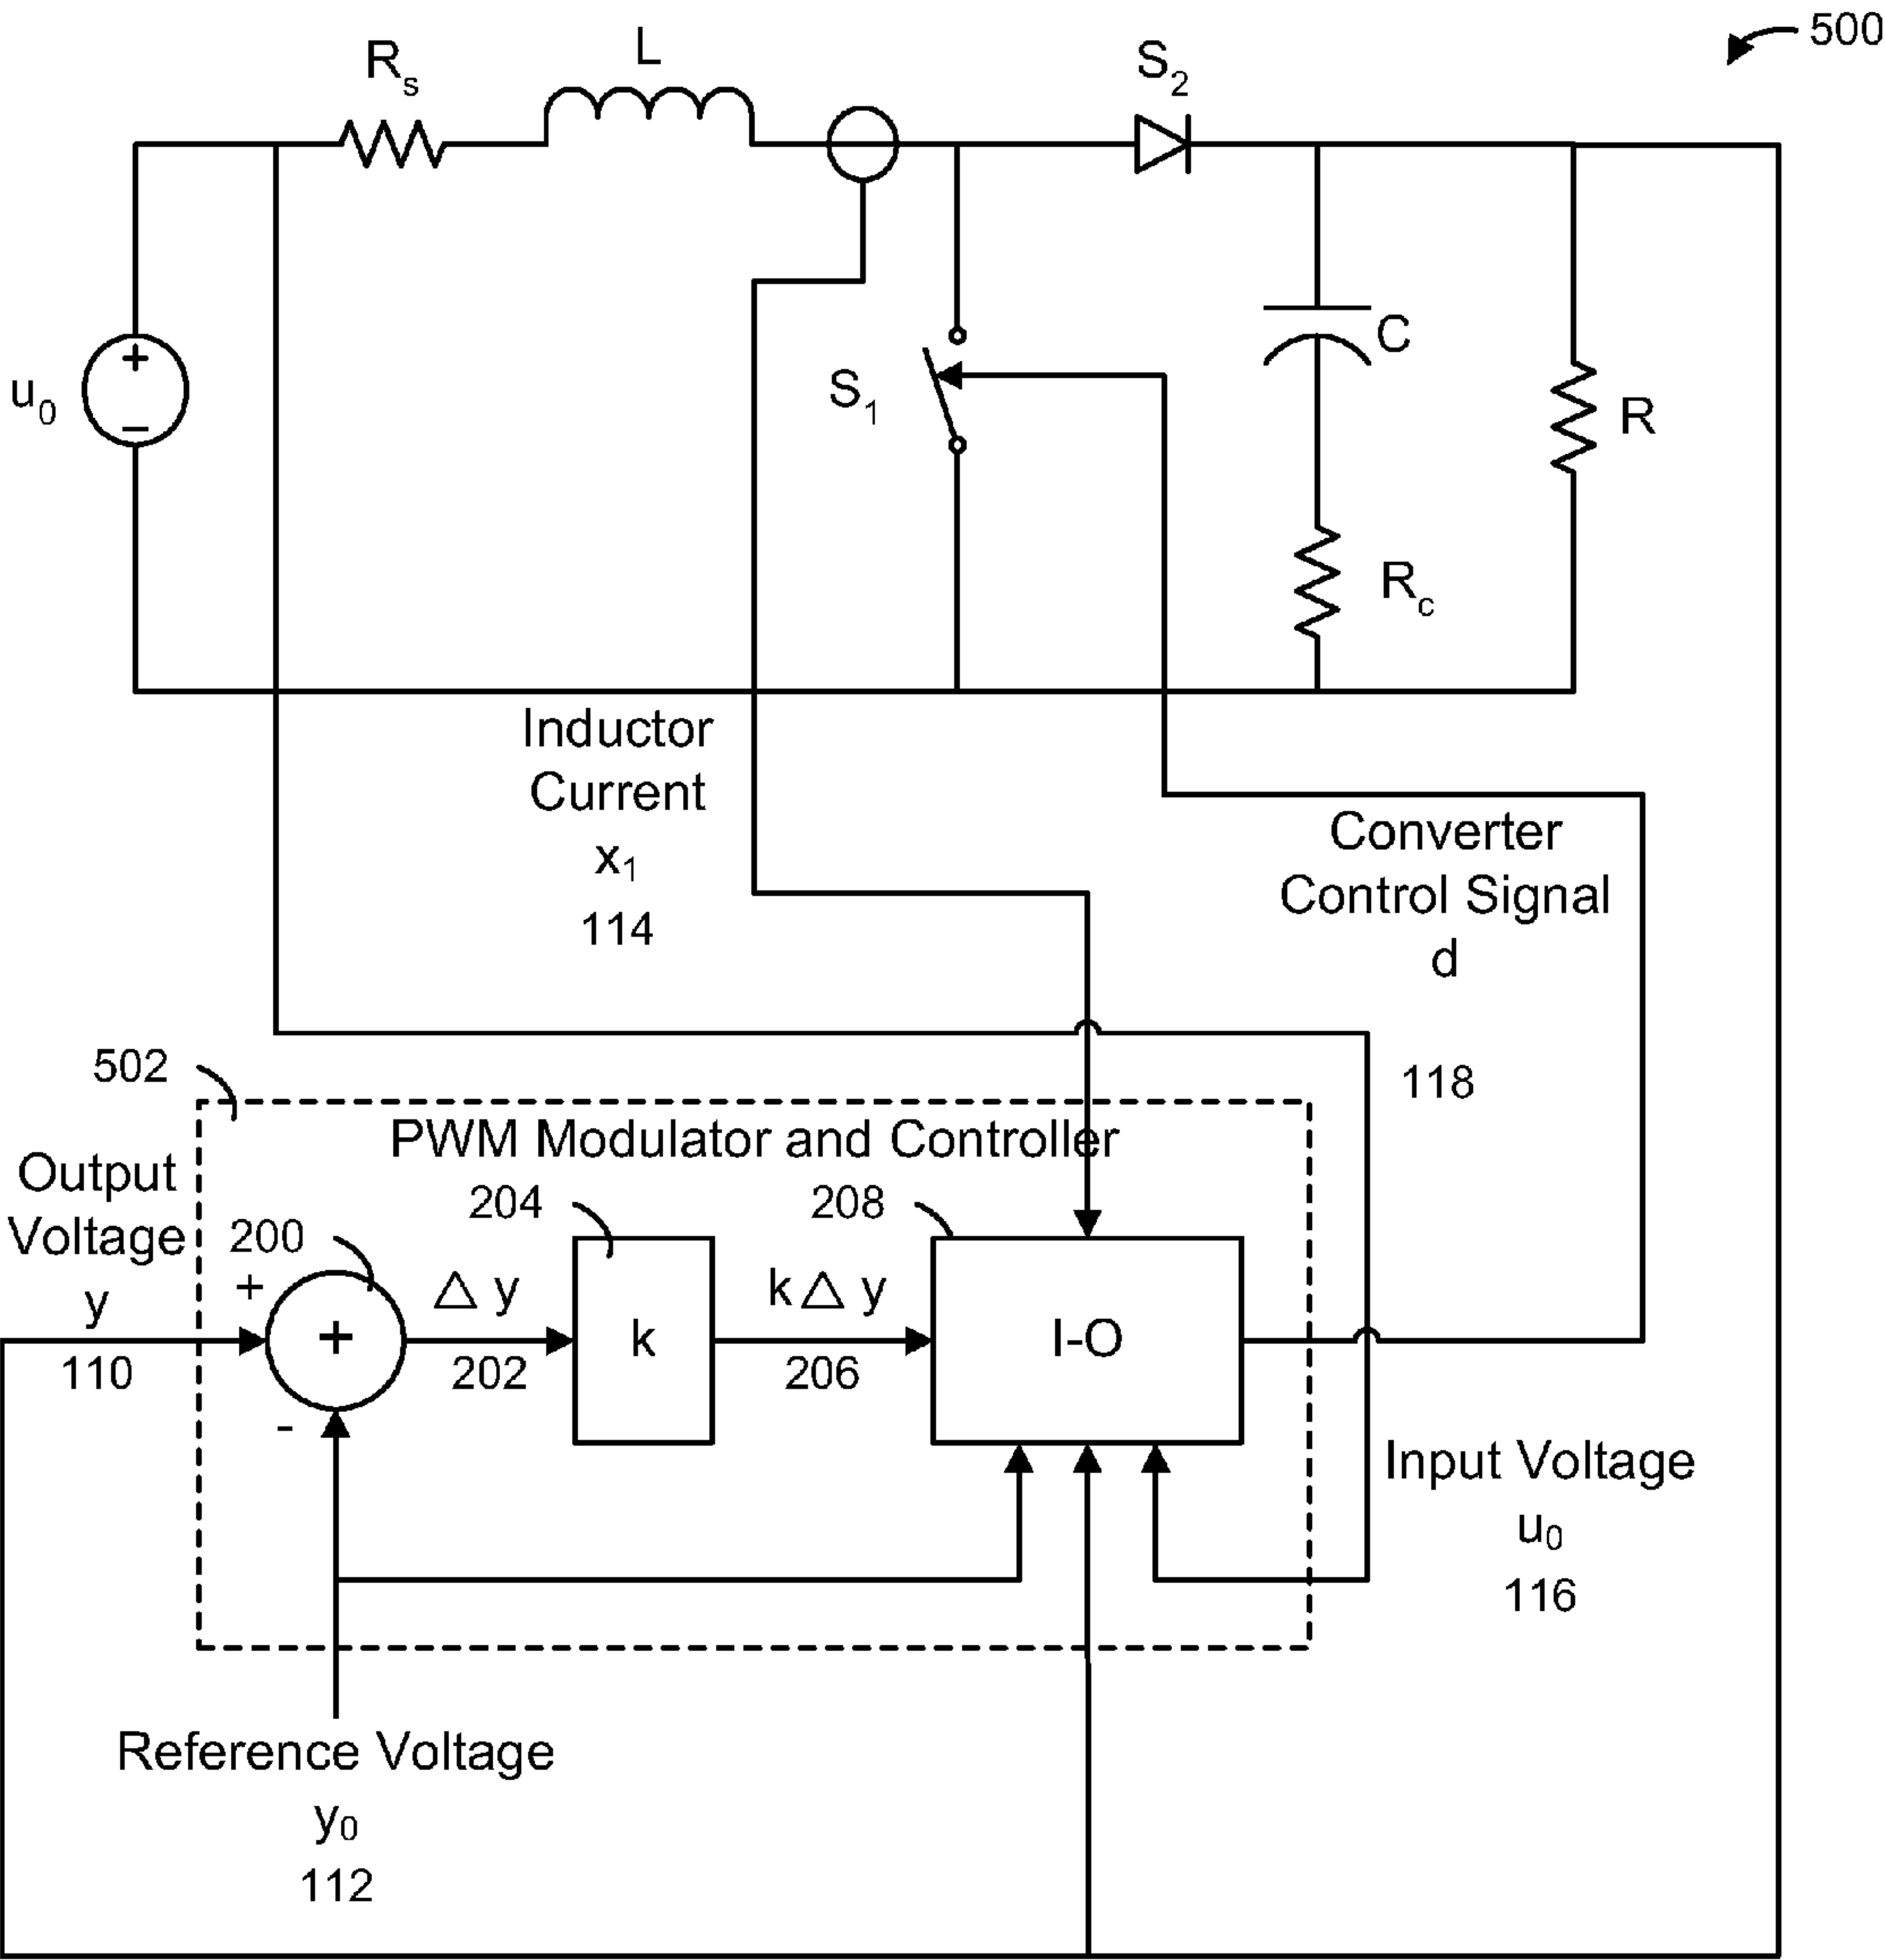 500
Rs
L
S2
+
−
u0
S1
C
R
Rc
Inductor
Current
x1
114
Converter
Control Signal
d
118
502
PWM Modulator and Controller
Output
Voltage
y
110
200
+
+
-
△ y
202
204
k
k △ y
206
208
I-O
Input Voltage
u0
116
Reference Voltage
y0
112